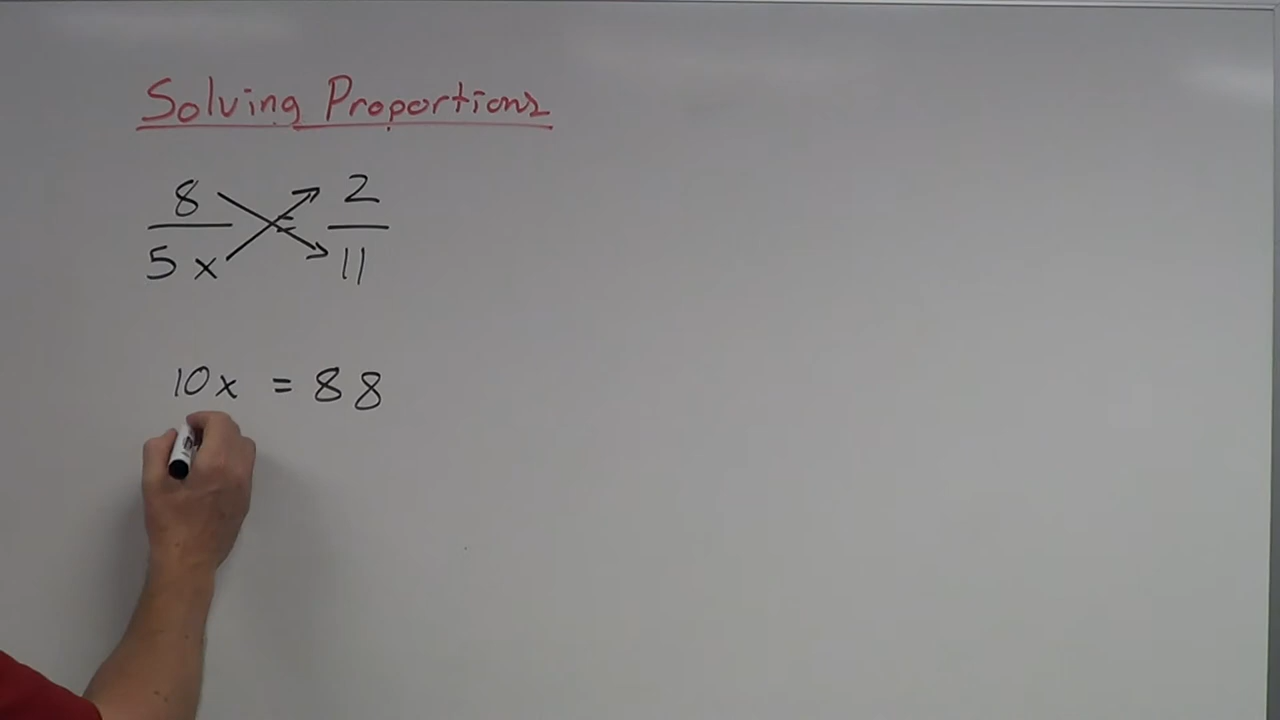 Solving Proportions
8/5x = 2/11
10x = 88